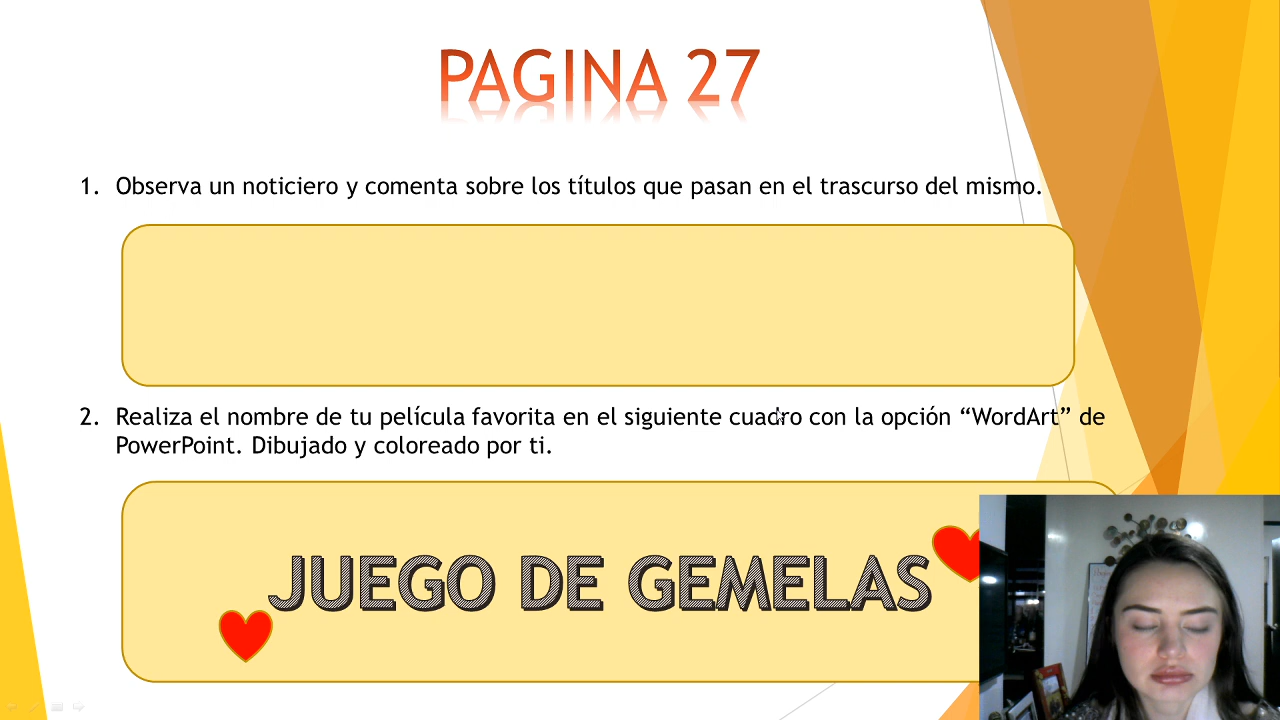 PAGINA 27
1. Observa un noticiero y comenta sobre los títulos que pasan en el trascurso del mismo.
2. Realiza el nombre de tu película favorita en el siguiente cuadro con la opción “WordArt” de
PowerPoint. Dibujado y coloreado por ti.
JUEGO DE GEMELAS